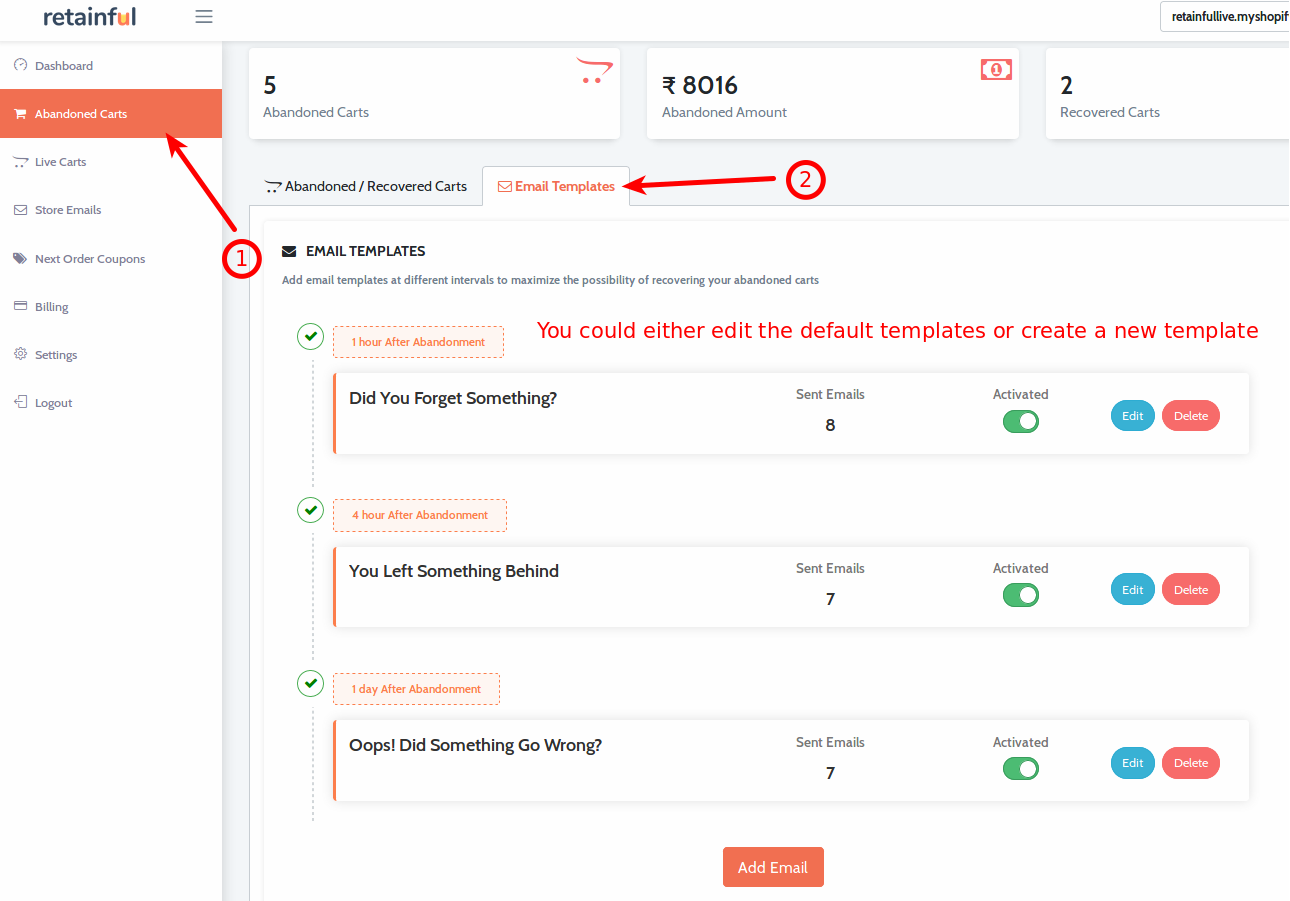 retainful
retainfullive.myshopif
Dashboard
Abandoned Carts
Live Carts
Store Emails
Next Order Coupons
Billing
Settings
Logout
5
Abandoned Carts
₹ 8016
Abandoned Amount
1
2
Recovered Carts
Abandoned / Recovered Carts
Email Templates
2
1
EMAIL TEMPLATES
Add email templates at different intervals to maximize the possibility of recovering your abandoned carts
You could either edit the default templates or create a new template
1 hour After Abandonment
Did You Forget Something?
Sent Emails
8
Activated
Edit
Delete
4 hour After Abandonment
You Left Something Behind
Sent Emails
7
Activated
Edit
Delete
1 day After Abandonment
Oops! Did Something Go Wrong?
Sent Emails
7
Activated
Edit
Delete
Add Email